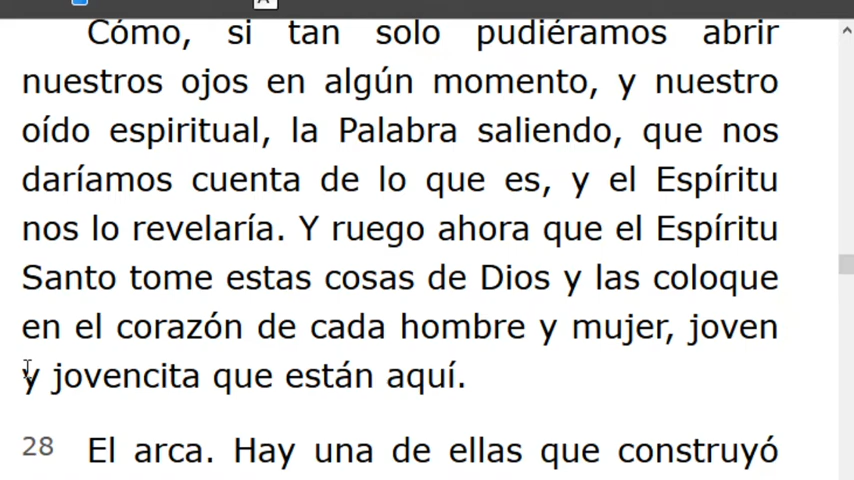 Cómo, si tan solo pudiéramos abrir
nuestros ojos en algún momento, y nuestro
oído espiritual, la Palabra saliendo, que nos
daríamos cuenta de lo que es, y el Espíritu
nos lo revelaría. Y ruego ahora que el Espíritu
Santo tome estas cosas de Dios y las coloque
en el corazón de cada hombre y mujer, joven
y jovencita que están aquí.
28 El arca. Hay una de ellas que construyó